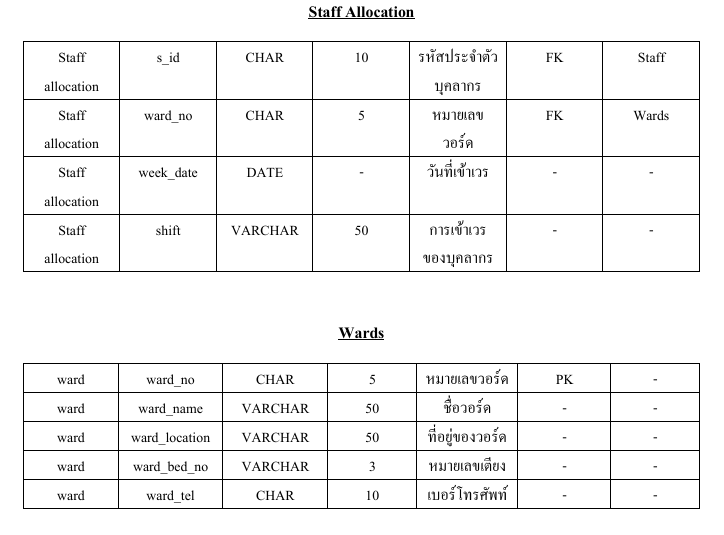 Staff Allocation
Staff allocation s_id CHAR 10 รหัสประจำตัวบุคลากร FK Staff
Staff allocation ward_no CHAR 5 หมายเลขวอร์ด FK Wards
Staff allocation week_date DATE - วันที่เข้าเวร - -
Staff allocation shift VARCHAR 50 การเข้าเวรของบุคลากร - -
Wards
ward ward_no CHAR 5 หมายเลขวอร์ด PK -
ward ward_name VARCHAR 50 ชื่อวอร์ด - -
ward ward_location VARCHAR 50 ที่อยู่ของวอร์ด - -
ward ward_bed_no VARCHAR 3 หมายเลขเตียง - -
ward ward_tel CHAR 10 เบอร์โทรศัพท์ - -